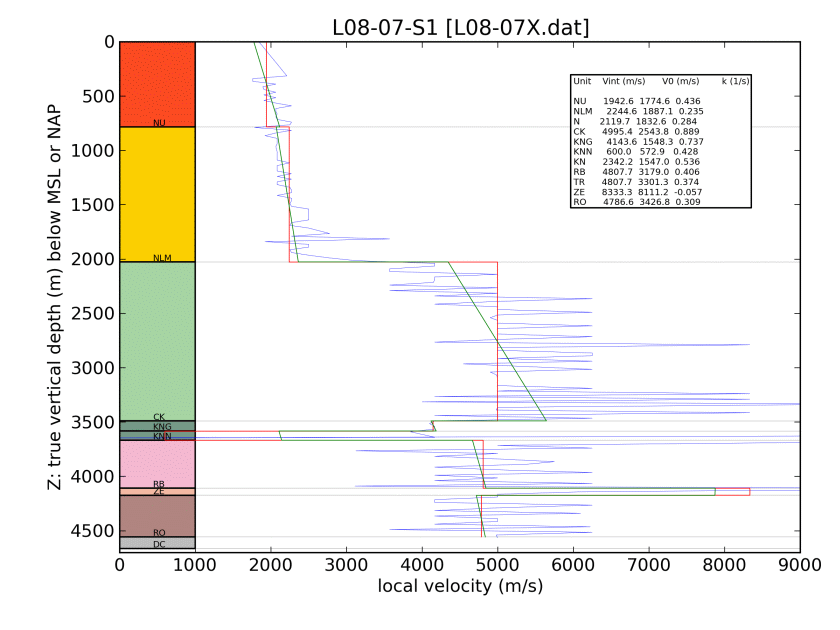 L08-07-S1 [L08-07X.dat]
Z: true vertical depth (m) below MSL or NAP
0
500
1000
1500
2000
2500
3000
3500
4000
4500
NU
NLM
CK
KNG
KNN
RB
ZE
RO
DC
Unit Vint (m/s) V0 (m/s) k (1/s)
NU 1942.6 1774.6 0.436
NLM 2244.6 1887.1 0.235
N 2119.7 1832.6 0.284
CK 4995.4 2543.8 0.889
KNG 4143.6 1548.3 0.737
KNN 600.0 572.9 0.428
KN 2342.2 1547.0 0.536
RB 4807.7 3179.0 0.406
TR 4807.7 3301.3 0.374
ZE 8333.3 8111.2 -0.057
RO 4786.6 3426.8 0.309
0 1000 2000 3000 4000 5000 6000 7000 8000 9000
local velocity (m/s)